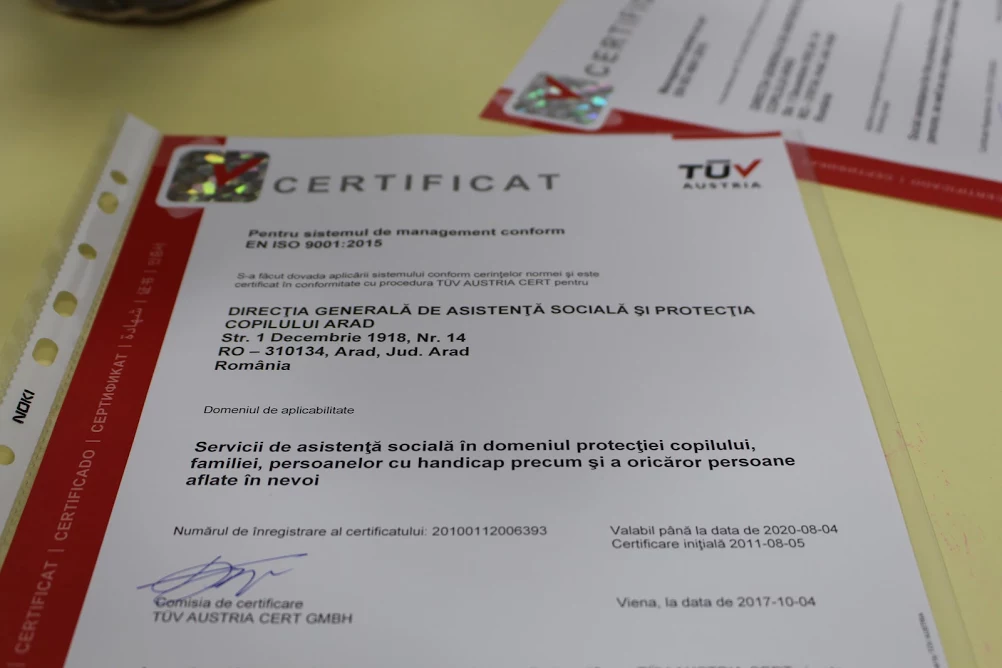 CERTIFICAT
TÜV
AUSTRIA
Pentru sistemul de management conform
EN ISO 9001:2015
S-a făcut dovada aplicării sistemului conform cerinţelor normei şi este
certificat în conformitate cu procedura TÜV AUSTRIA CERT pentru
DIRECŢIA GENERALĂ DE ASISTENŢĂ SOCIALĂ ŞI PROTECŢIA
COPILULUI ARAD
Str. 1 Decembrie 1918, Nr. 14
RO – 310134, Arad, Jud. Arad
România
Domeniul de aplicabilitate
Servicii de asistenţă socială în domeniul protecţiei copilului,
familiei, persoanelor cu handicap precum şi a oricăror persoane
aflate în nevoi
Numărul de înregistrare al certificatului: 20100112006393
Valabil până la data de 2020-08-04
Certificare iniţială 2011-08-05
Comisia de certificare
TÜV AUSTRIA CERT GMBH
Viena, la data de 2017-10-04
CERTIFICAT | CERTIFICADO | СЕРТИФИКАТ | شهادة | 证书
NOKI
CERTIFIC